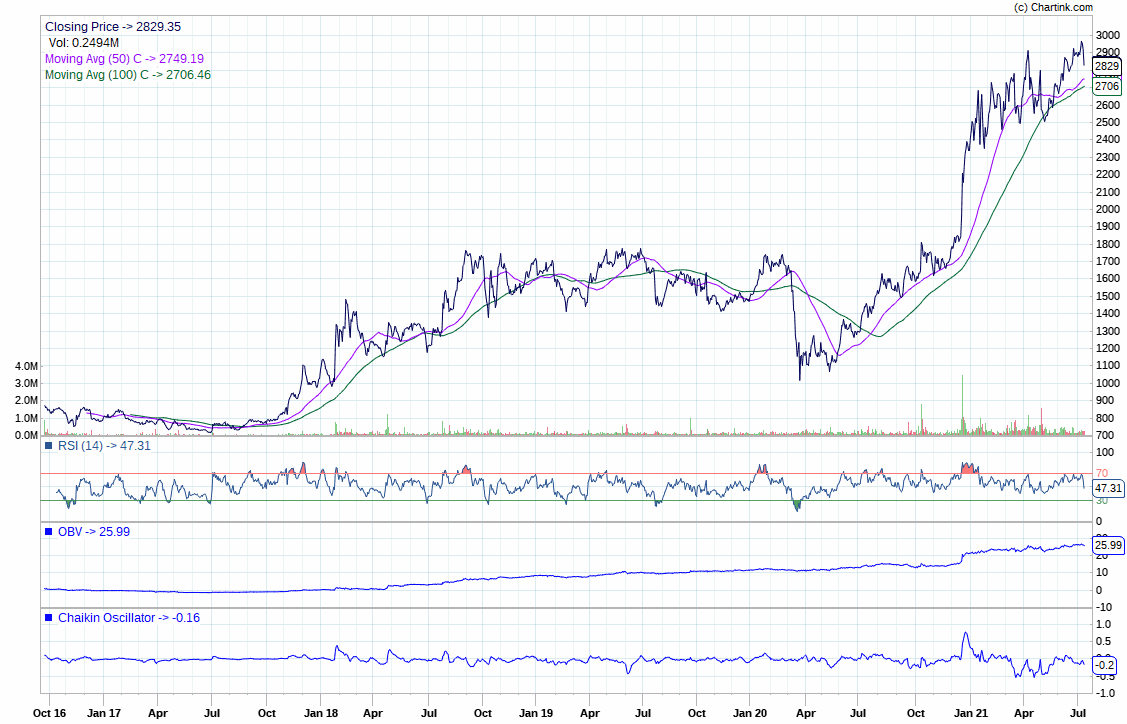 (c) Chartink.com
Closing Price -> 2829.35
Vol: 0.2494M
Moving Avg (50) C -> 2749.19
Moving Avg (100) C -> 2706.46
3000
2900
2829
2706
2600
2500
2400
2300
2200
2100
2000
1900
1800
1700
1600
1500
1400
1300
1200
1100
1000
900
800
700
4.0M
3.0M
2.0M
1.0M
0.0M
RSI (14) -> 47.31
100
70
47.31
30
0
OBV -> 25.99
25.99
20
10
0
-10
Chaikin Oscillator -> -0.16
1.0
0.5
-0.2
-0.5
-1.0
Oct 16 Jan 17 Apr Jul Oct Jan 18 Apr Jul Oct Jan 19 Apr Jul Oct Jan 20 Apr Jul Oct Jan 21 Apr Jul